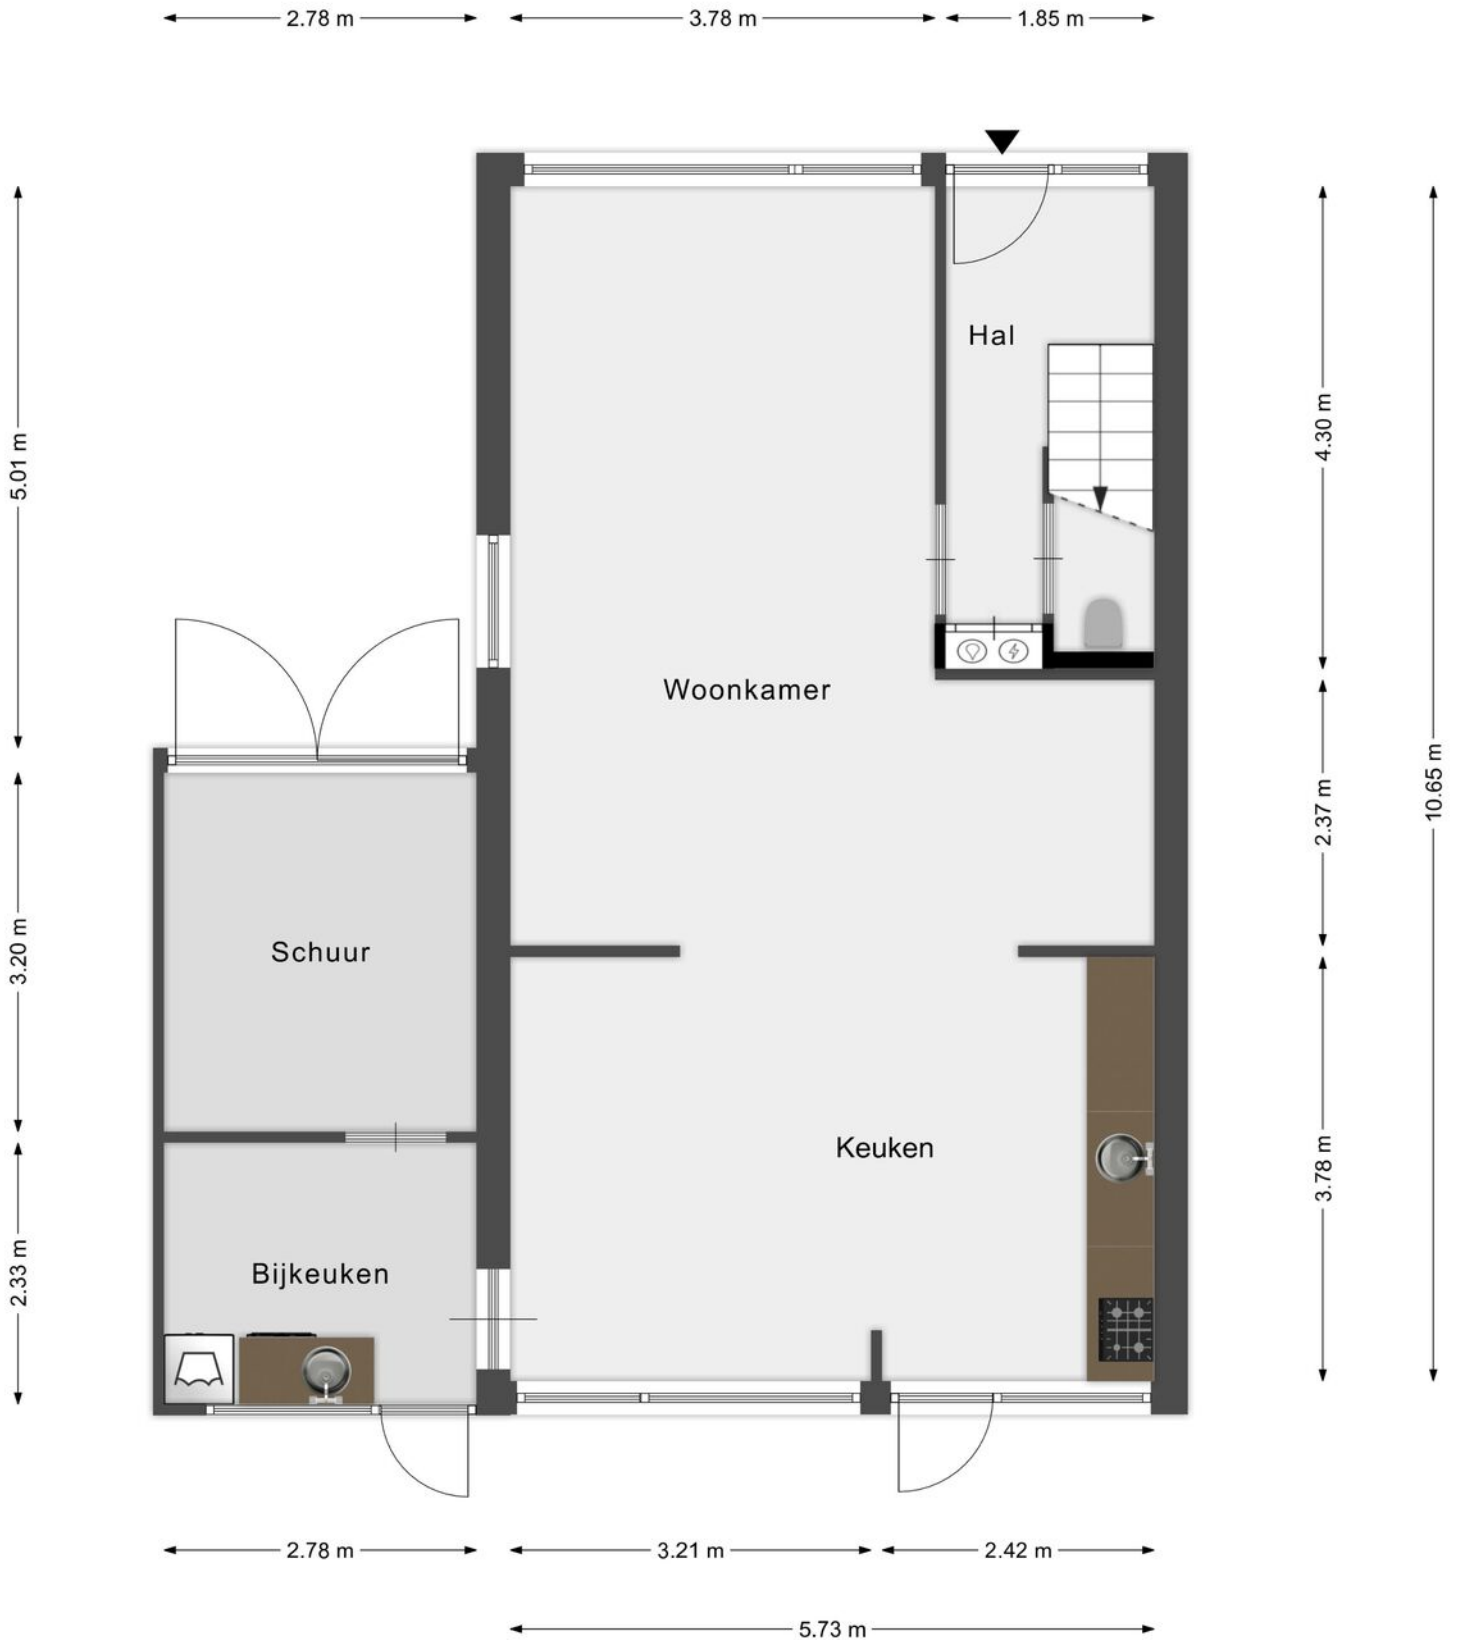 2.78 m
3.78 m
1.85 m
Hal
4.30 m
5.01 m
Woonkamer
10.65 m
2.37 m
Schuur
3.20 m
Keuken
3.78 m
Bijkeuken
2.33 m
2.78 m
3.21 m
2.42 m
5.73 m